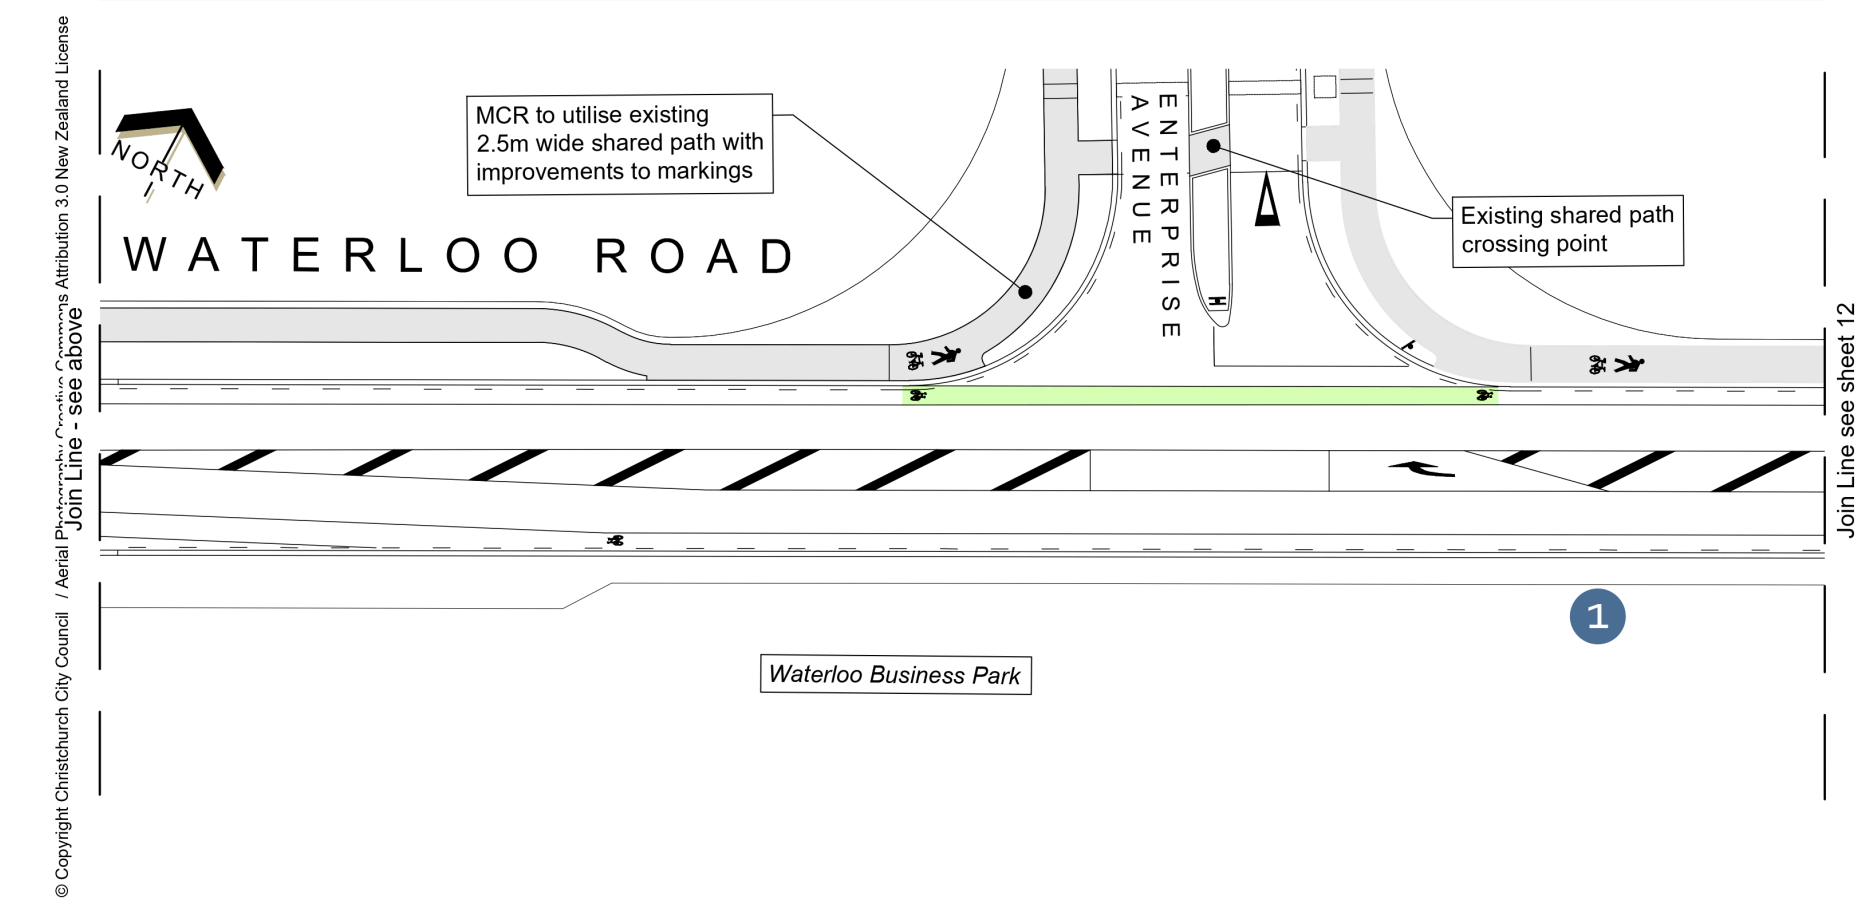 MCR to utilise existing
2.5m wide shared path with
improvements to markings
NORTH
WATERLOO ROAD
ENTERPRISE
AVENUE
Existing shared path
crossing point
Waterloo Business Park
1
© Copyright Christchurch City Council / Aerial Photography Creative Commons Attribution 3.0 New Zealand License
Join Line - see above
Join Line see sheet 12